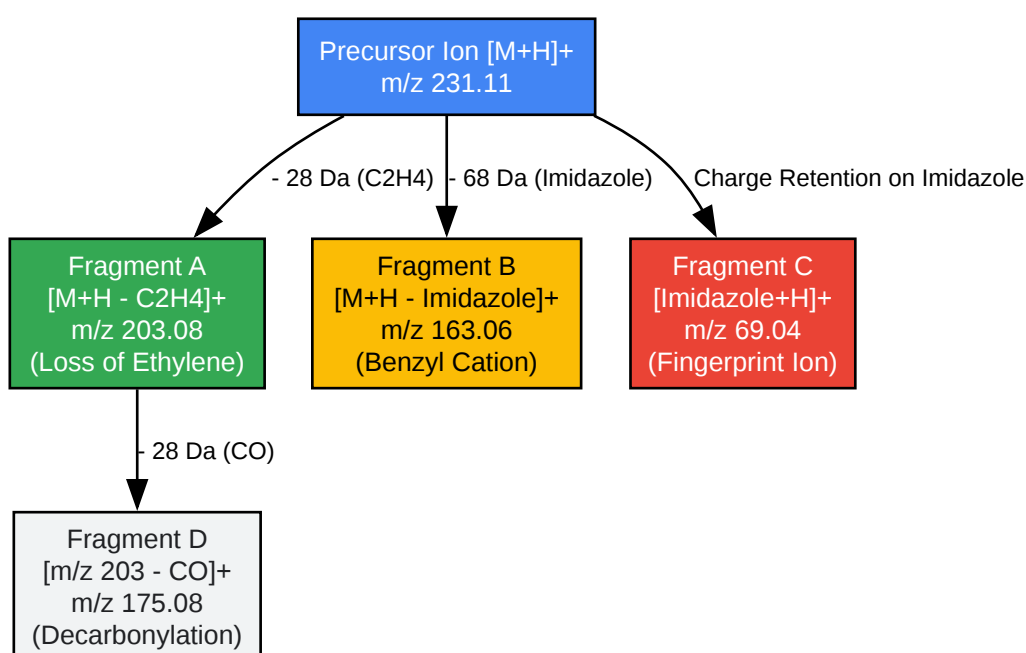 Precursor Ion [M+H]+
m/z 231.11
- 28 Da (C2H4)
- 68 Da (Imidazole)
Charge Retention on Imidazole
Fragment A
[M+H - C2H4]+
m/z 203.08
(Loss of Ethylene)
Fragment B
[M+H - Imidazole]+
m/z 163.06
(Benzyl Cation)
Fragment C
[Imidazole+H]+
m/z 69.04
(Fingerprint Ion)
- 28 Da (CO)
Fragment D
[m/z 203 - CO]+
m/z 175.08
(Decarbonylation)